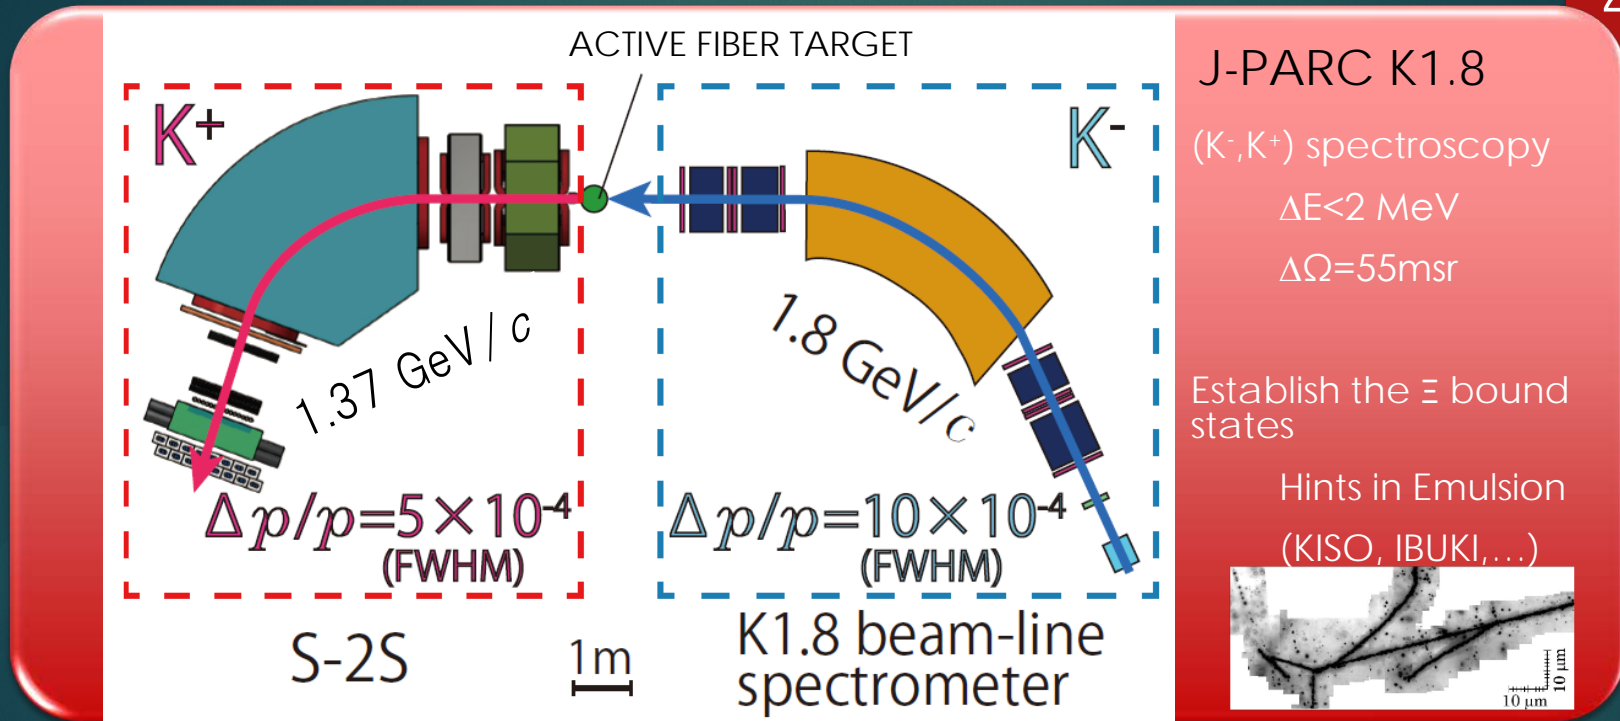 ACTIVE FIBER TARGET
K⁺
K⁻
1.37 GeV/c
1.8 GeV/c
Δp/p=5×10⁻⁴
(FWHM)
Δp/p=10×10⁻⁴
(FWHM)
S-2S
1m
K1.8 beam-line
spectrometer
J-PARC K1.8
(K⁻,K⁺) spectroscopy
ΔE<2 MeV
ΔΩ=55msr
Establish the Ξ bound
states
Hints in Emulsion
(KISO, IBUKI,...)
10 μm
10 μm